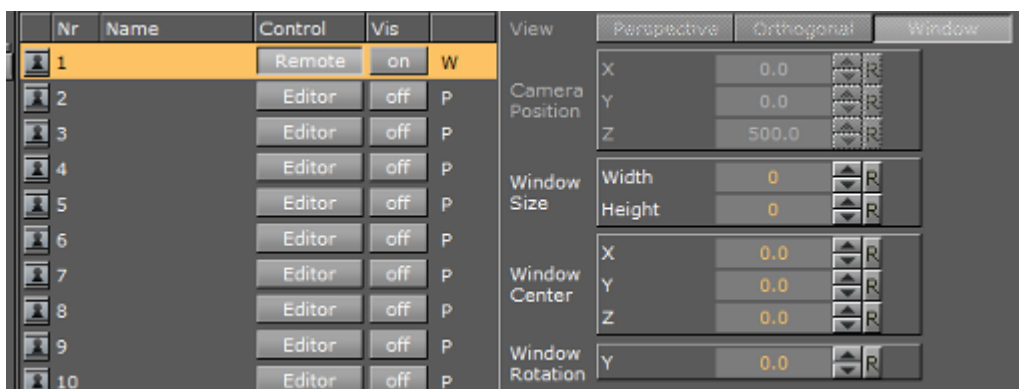 Nr Name Control Vis
1 Remote on W
2 Editor off P
3 Editor off P
4 Editor off P
5 Editor off P
6 Editor off P
7 Editor off P
8 Editor off P
9 Editor off P
10 Editor off P
View Perspective Orthogonal Window
Camera
Position
X 0.0 R
Y 0.0 R
Z 500.0 R
Window
Size
Width 0 R
Height 0 R
Window
Center
X 0.0 R
Y 0.0 R
Z 0.0 R
Window
Rotation
Y 0.0 R